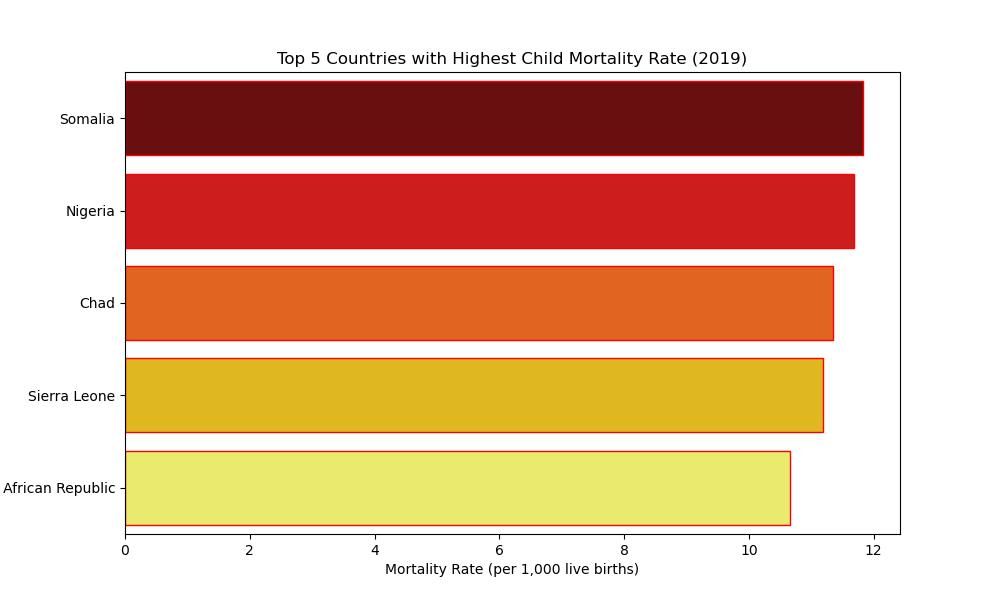 Top 5 Countries with Highest Child Mortality Rate (2019)
Somalia
Nigeria
Chad
Sierra Leone
African Republic
0 2 4 6 8 10 12
Mortality Rate (per 1,000 live births)